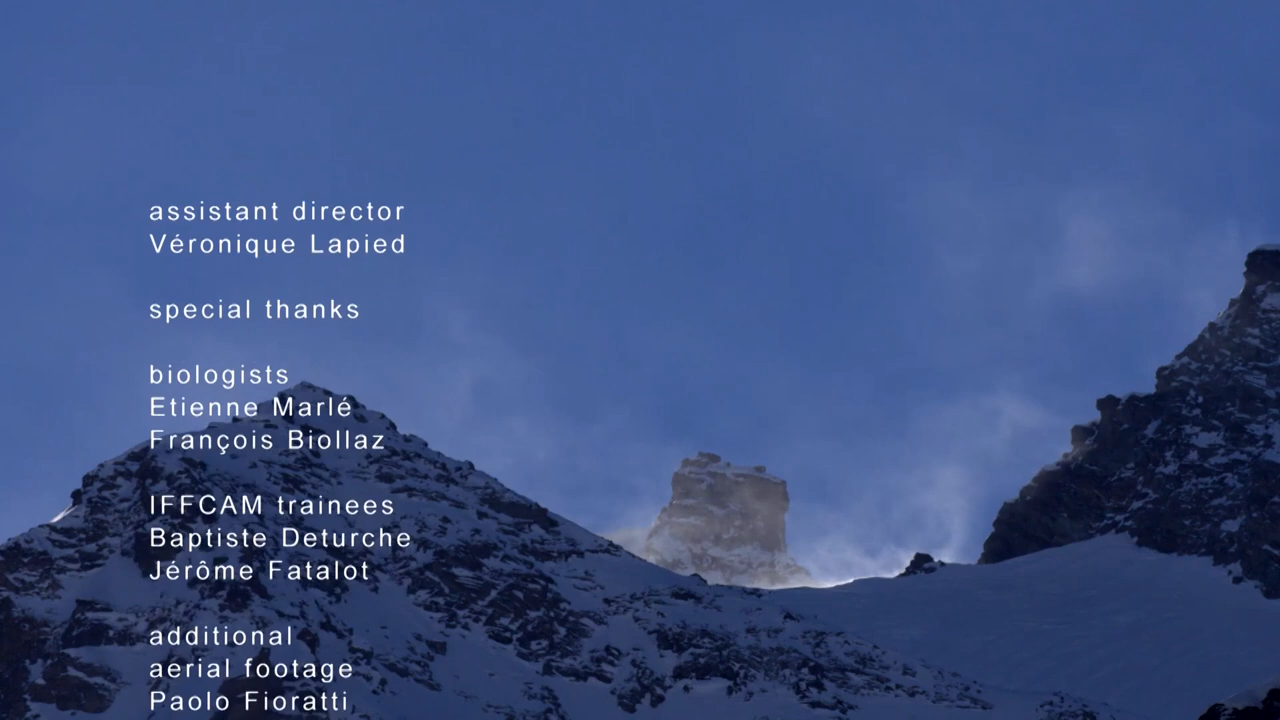 assistant director
Véronique Lapied
special thanks
biologists
Etienne Marlé
François Biollaz
IFFCAM trainees
Baptiste Deturche
Jérôme Fatalot
additional
aerial footage
Paolo Fioratti